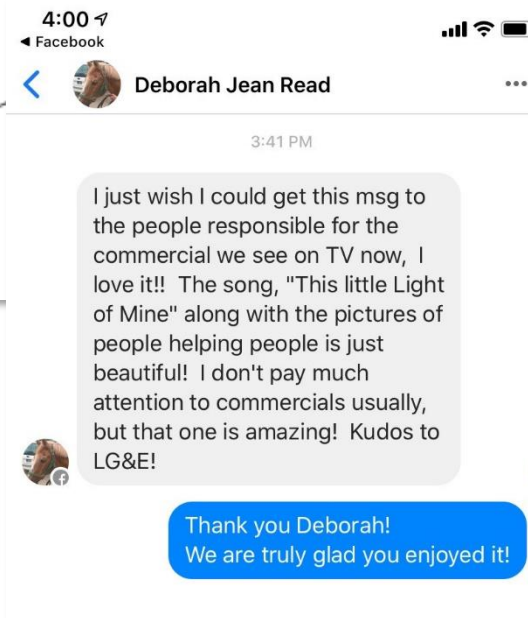 4:00
◀ Facebook
Deborah Jean Read
3:41 PM
I just wish I could get this msg to
the people responsible for the
commercial we see on TV now,  I
love it!!  The song, "This little Light
of Mine" along with the pictures of
people helping people is just
beautiful!  I don't pay much
attention to commercials usually,
but that one is amazing!  Kudos to
LG&E!
Thank you Deborah!
We are truly glad you enjoyed it!